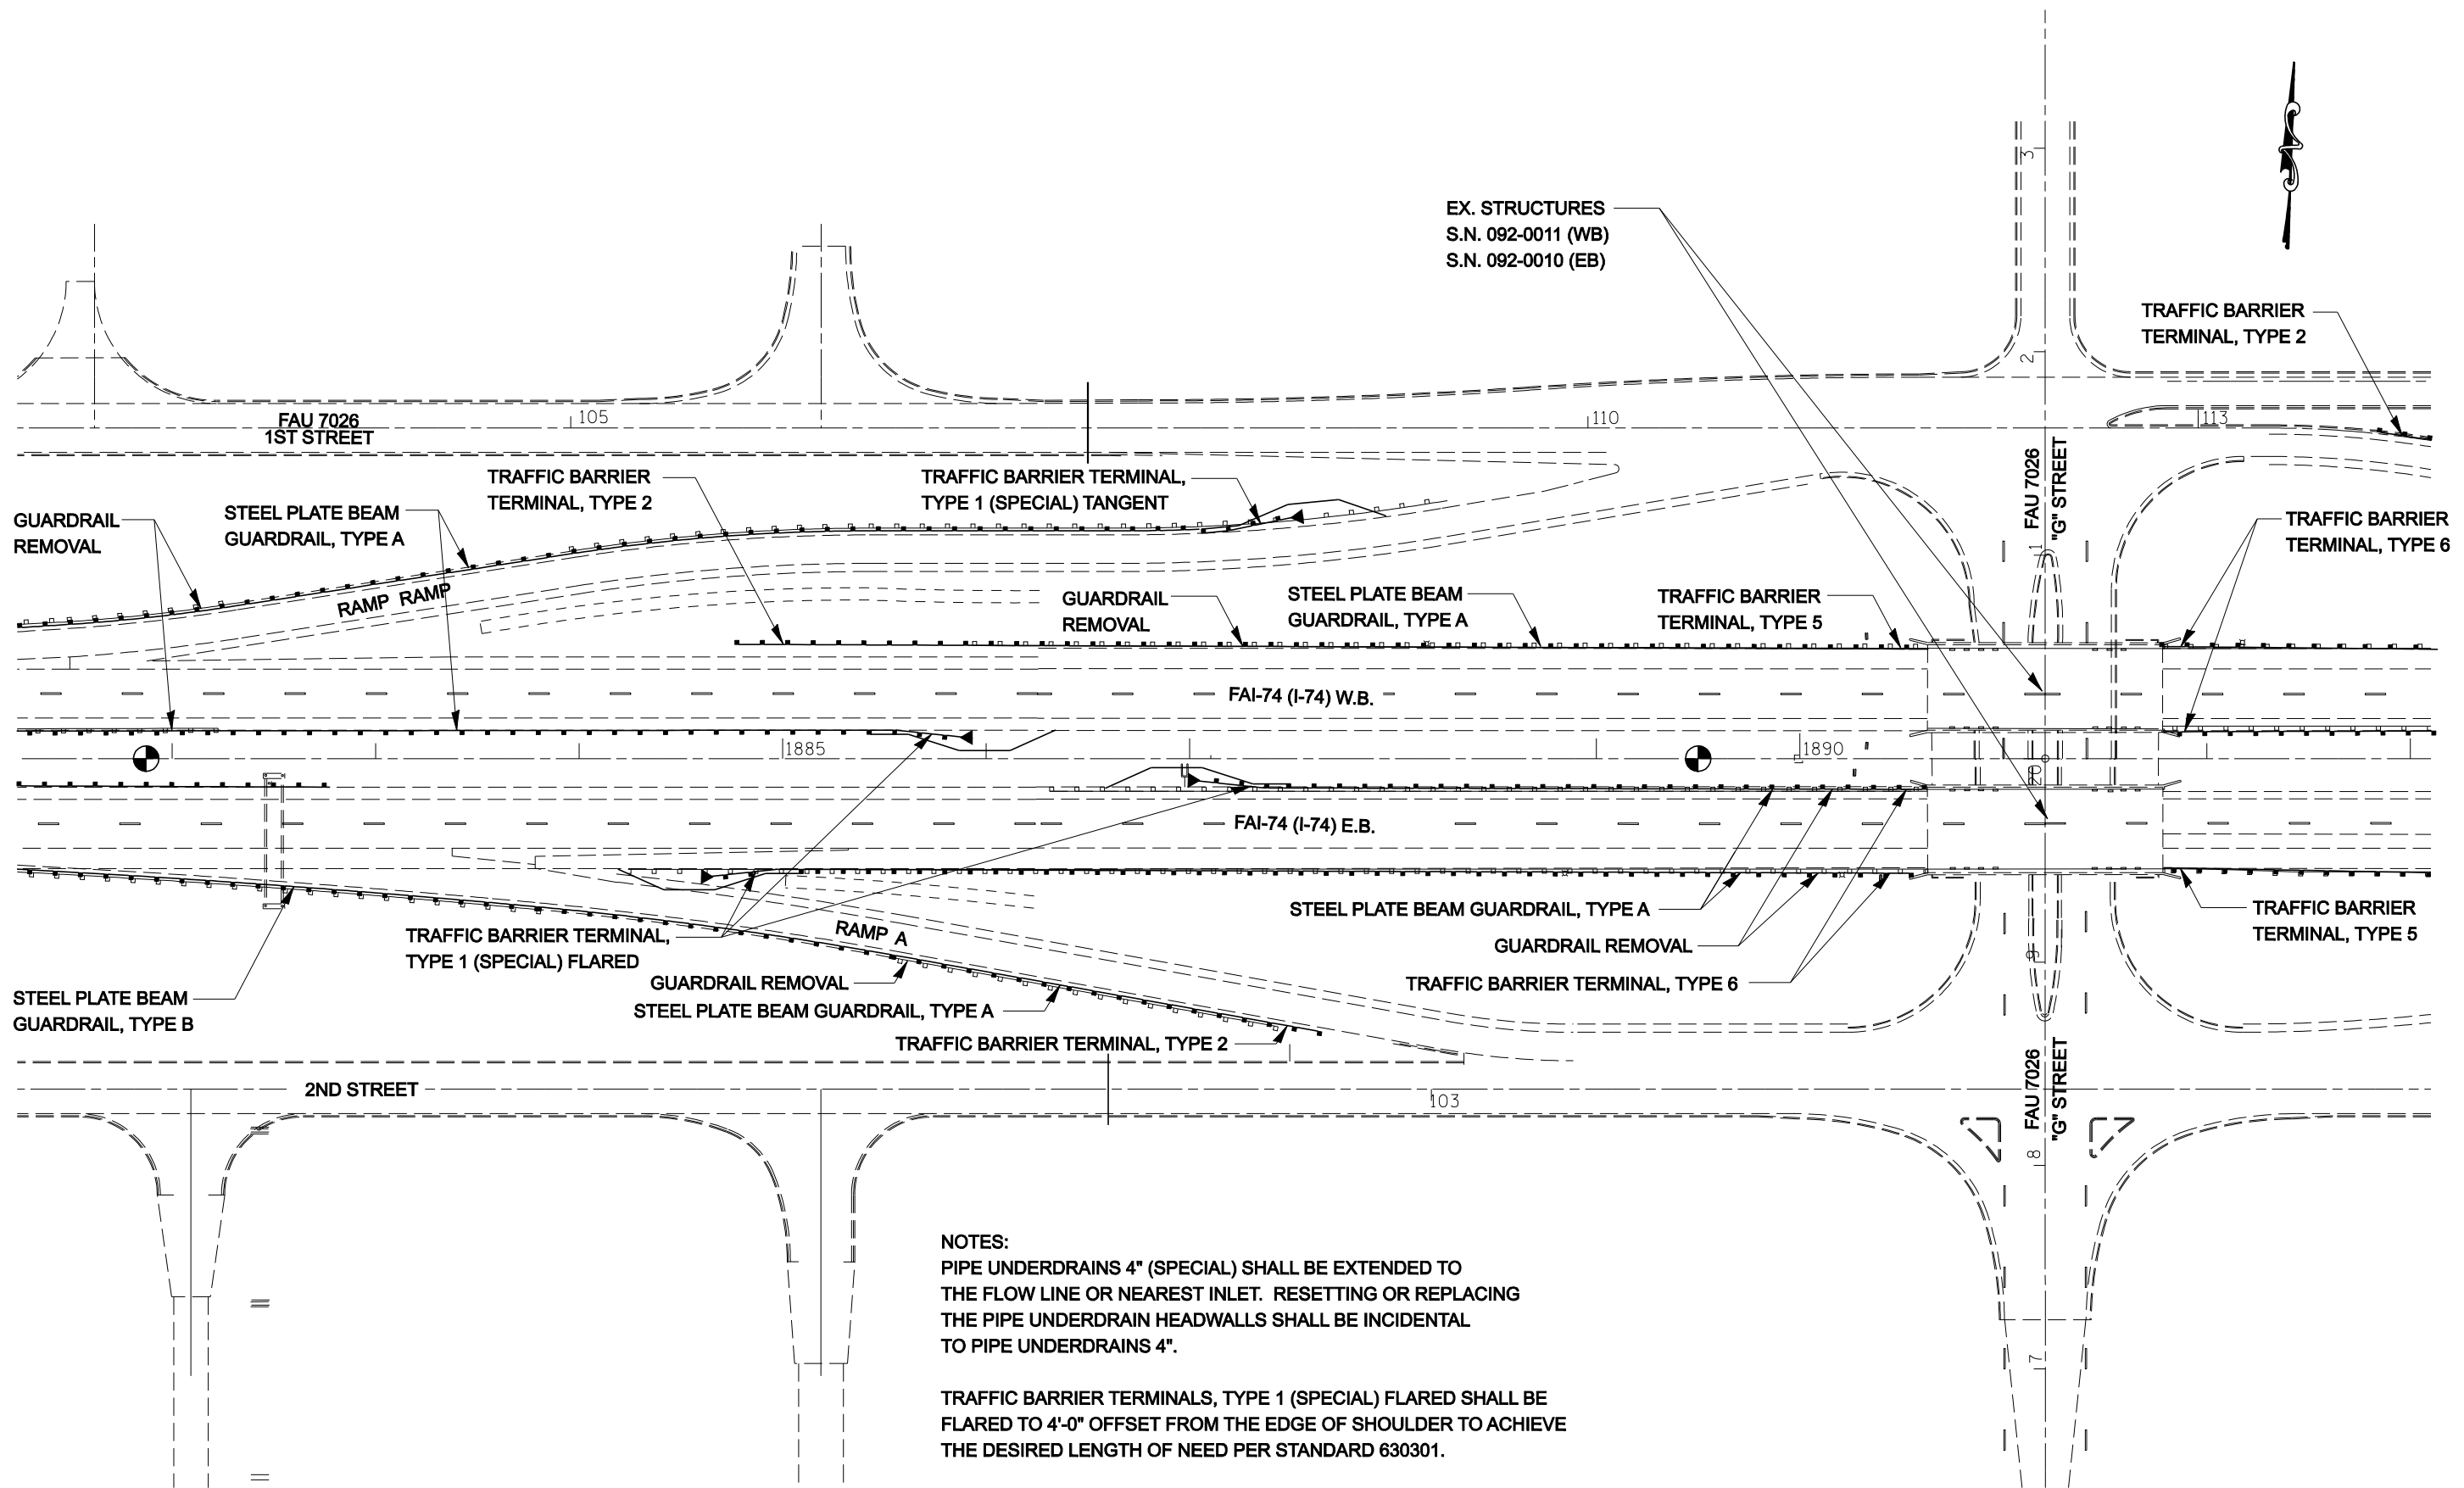 EX. STRUCTURES
S.N. 092-0011 (WB)
S.N. 092-0010 (EB)
3
2
TRAFFIC BARRIER
TERMINAL, TYPE 2
FAU 7026
1ST STREET
105
110
113
TRAFFIC BARRIER
TERMINAL, TYPE 2
TRAFFIC BARRIER TERMINAL,
TYPE 1 (SPECIAL) TANGENT
FAU 7026
"G" STREET
1
GUARDRAIL
REMOVAL
STEEL PLATE BEAM
GUARDRAIL, TYPE A
TRAFFIC BARRIER
TERMINAL, TYPE 6
RAMP RAMP
GUARDRAIL
REMOVAL
STEEL PLATE BEAM
GUARDRAIL, TYPE A
TRAFFIC BARRIER
TERMINAL, TYPE 5
FAI-74 (I-74) W.B.
1885
1890
20
FAI-74 (I-74) E.B.
STEEL PLATE BEAM GUARDRAIL, TYPE A
GUARDRAIL REMOVAL
TRAFFIC BARRIER TERMINAL, TYPE 6
TRAFFIC BARRIER
TERMINAL, TYPE 5
RAMP A
TRAFFIC BARRIER TERMINAL,
TYPE 1 (SPECIAL) FLARED
GUARDRAIL REMOVAL
STEEL PLATE BEAM GUARDRAIL, TYPE A
STEEL PLATE BEAM
GUARDRAIL, TYPE B
TRAFFIC BARRIER TERMINAL, TYPE 2
9
2ND STREET
103
FAU 7026
"G" STREET
8
7
NOTES:
PIPE UNDERDRAINS 4" (SPECIAL) SHALL BE EXTENDED TO
THE FLOW LINE OR NEAREST INLET. RESETTING OR REPLACING
THE PIPE UNDERDRAIN HEADWALLS SHALL BE INCIDENTAL
TO PIPE UNDERDRAINS 4".
TRAFFIC BARRIER TERMINALS, TYPE 1 (SPECIAL) FLARED SHALL BE
FLARED TO 4'-0" OFFSET FROM THE EDGE OF SHOULDER TO ACHIEVE
THE DESIRED LENGTH OF NEED PER STANDARD 630301.